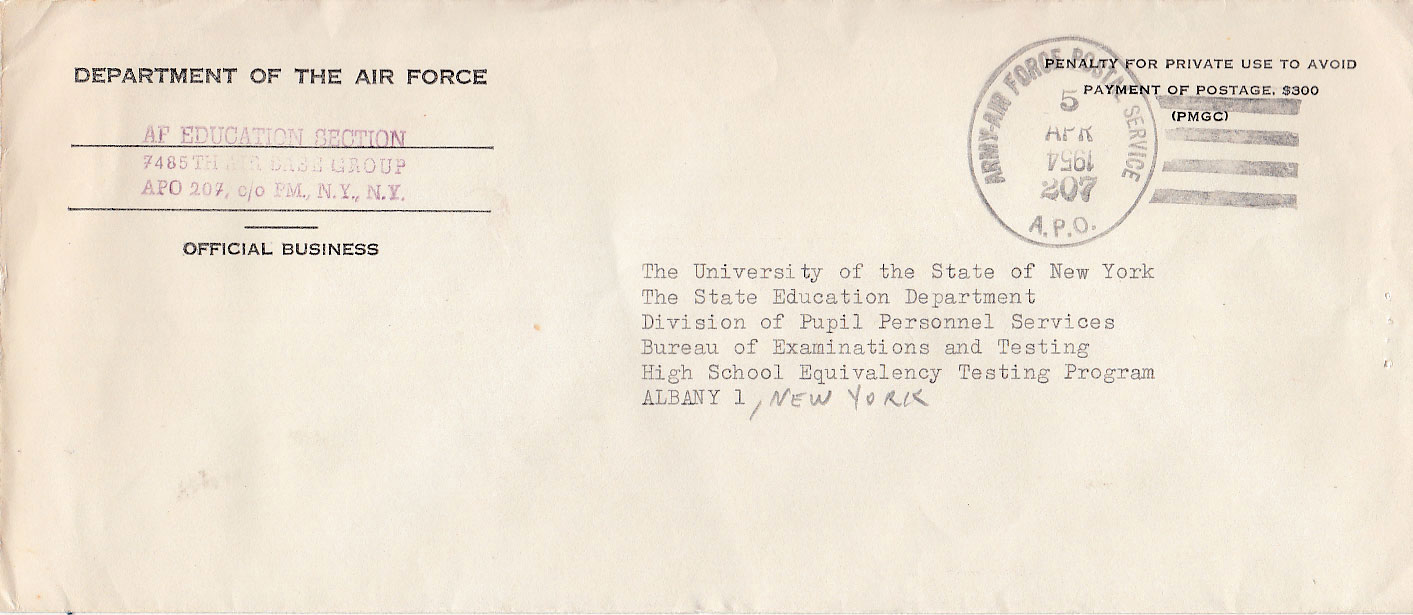 DEPARTMENT OF THE AIR FORCE
AF EDUCATION SECTION
7485TH AIR BASE GROUP
APO 207, c/o PM., N.Y., N.Y.
OFFICIAL BUSINESS
ARMY-AIR FORCE POSTAL SERVICE
5
APR
1954
207
A.P.O.
PENALTY FOR PRIVATE USE TO AVOID
PAYMENT OF POSTAGE, $300
(PMGC)
The University of the State of New York
The State Education Department
Division of Pupil Personnel Services
Bureau of Examinations and Testing
High School Equivalency Testing Program
ALBANY 1, NEW YORK